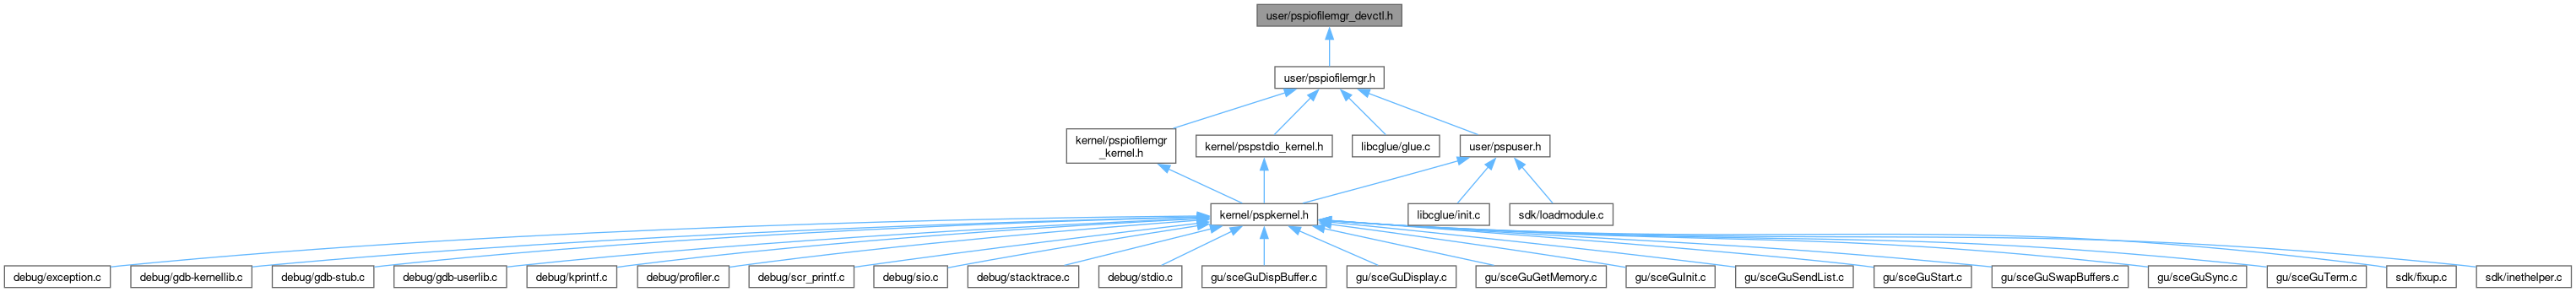 user/pspiofilemgr_devctl.h
user/pspiofilemgr.h
kernel/pspiofilemgr
_kernel.h
kernel/pspstdio_kernel.h
libcglue/glue.c
user/pspuser.h
kernel/pspkernel.h
libcglue/init.c
sdk/loadmodule.c
debug/exception.c
debug/gdb-kernellib.c
debug/gdb-stub.c
debug/gdb-userlib.c
debug/kprintf.c
debug/profiler.c
debug/scr_printf.c
debug/sio.c
debug/stacktrace.c
debug/stdio.c
gu/sceGuDispBuffer.c
gu/sceGuDisplay.c
gu/sceGuGetMemory.c
gu/sceGuInit.c
gu/sceGuSendList.c
gu/sceGuStart.c
gu/sceGuSwapBuffers.c
gu/sceGuSync.c
gu/sceGuTerm.c
sdk/fixup.c
sdk/inethelper.c